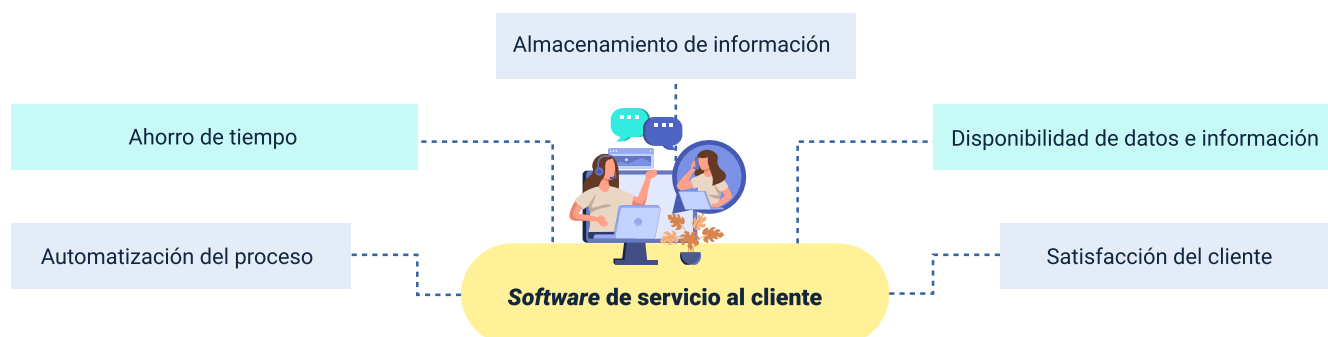 Almacenamiento de información
Ahorro de tiempo
Disponibilidad de datos e información
Automatización del proceso
Satisfacción del cliente
Software de servicio al cliente